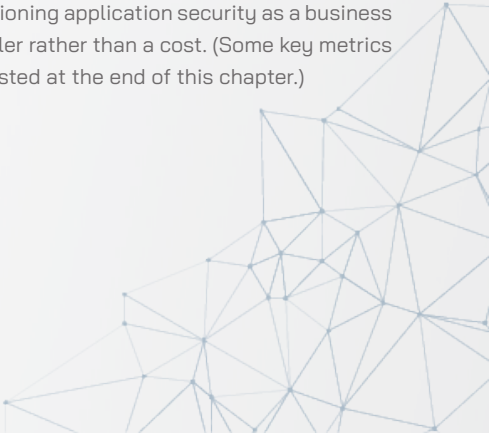 ioning application security as a business
ler rather than a cost. (Some key metrics
sted at the end of this chapter.)